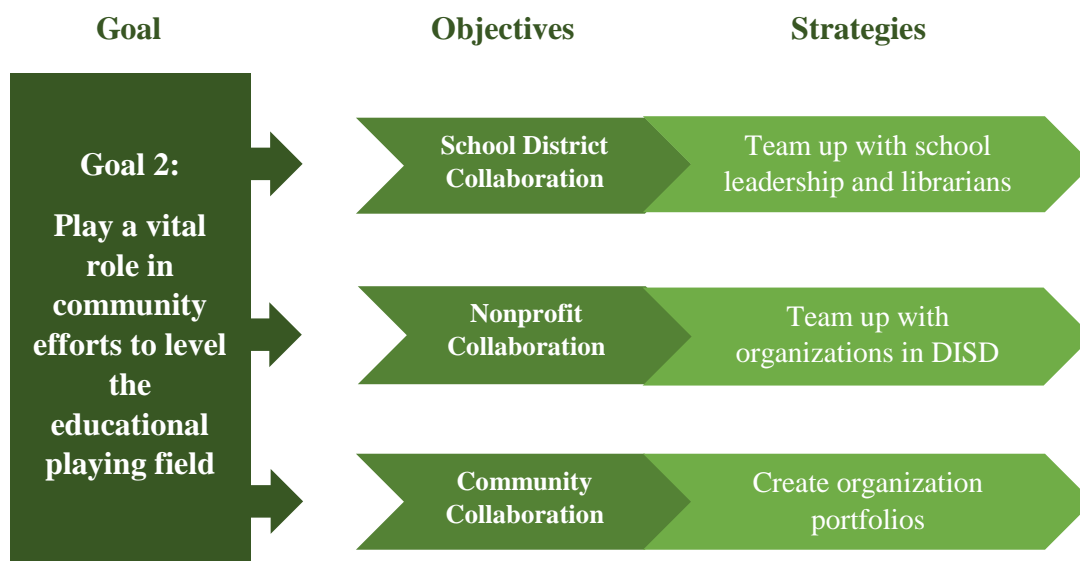 Goal
Objectives
Strategies
Goal 2:
Play a vital
role in
community
efforts to level
the
educational
playing field
School District
Collaboration
Team up with school
leadership and librarians
Nonprofit
Collaboration
Team up with
organizations in DISD
Community
Collaboration
Create organization
portfolios